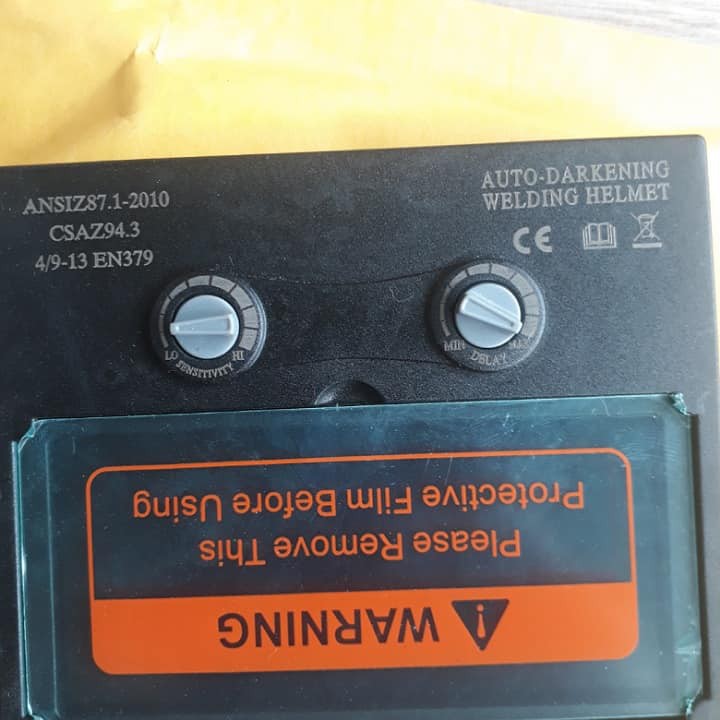 ANSIZ87.1-2010
CSAZ94.3
4/9-13 EN379
AUTO-DARKENING
WELDING HELMET
CE
LO HI
SENSITIVITY
MIN MAX
DELAY
WARNING
Please Remove This
Protective Film Before Using